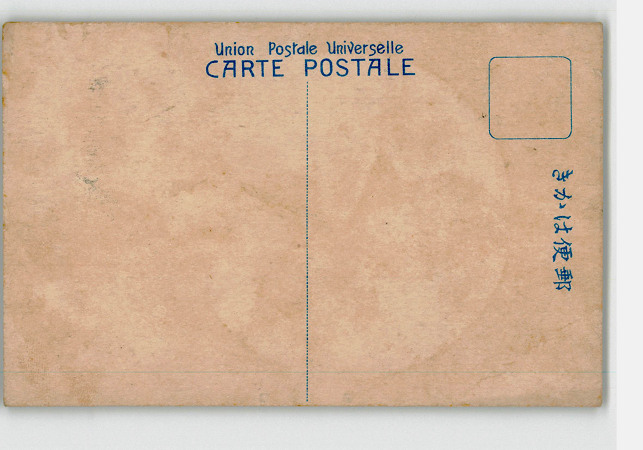 Union Postale Universelle
CARTE POSTALE
きかは便郵